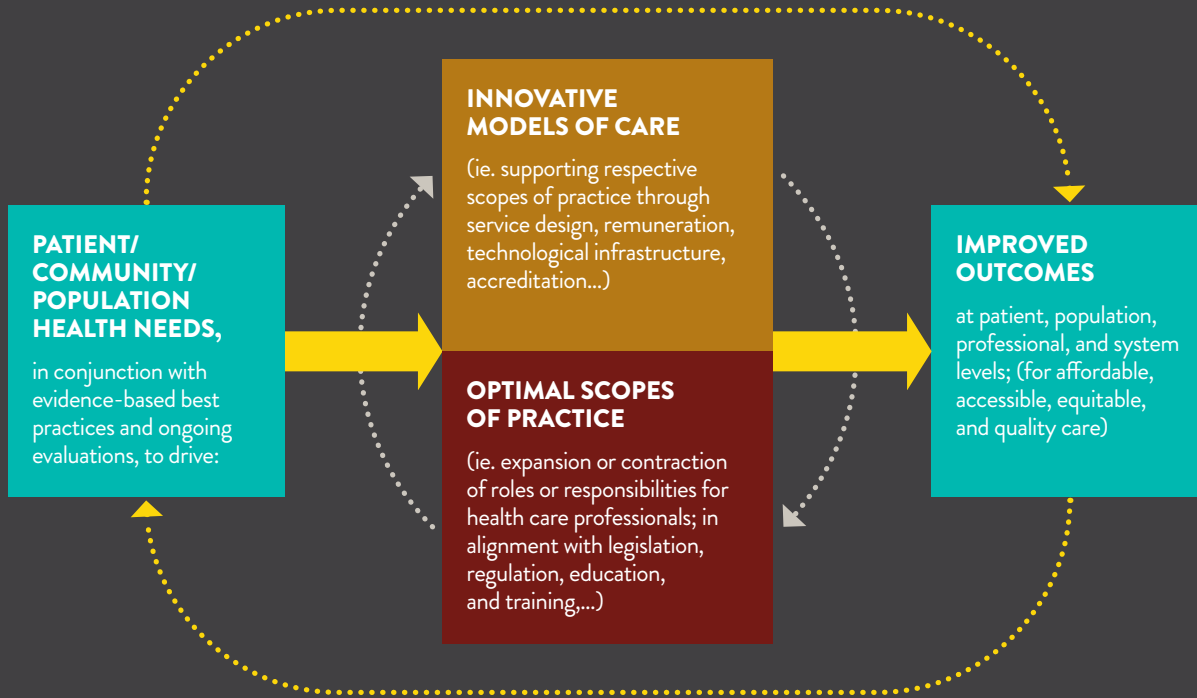 PATIENT/
COMMUNITY/
POPULATION
HEALTH NEEDS,
in conjunction with
evidence-based best
practices and ongoing
evaluations, to drive:
INNOVATIVE
MODELS OF CARE
(ie. supporting respective
scopes of practice through
service design, remuneration,
technological infrastructure,
accreditation...)
OPTIMAL SCOPES
OF PRACTICE
(ie. expansion or contraction
of roles or responsibilities for
health care professionals; in
alignment with legislation,
regulation, education,
and training,...)
IMPROVED
OUTCOMES
at patient, population,
professional, and system
levels; (for affordable,
accessible, equitable,
and quality care)